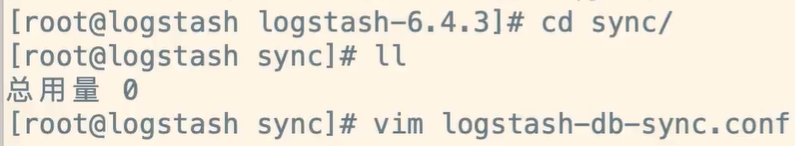 [root@logstash logstash-6.4.3]# cd sync/
[root@logstash sync]# ll
总用量 0
[root@logstash sync]# vim logstash-db-sync.conf